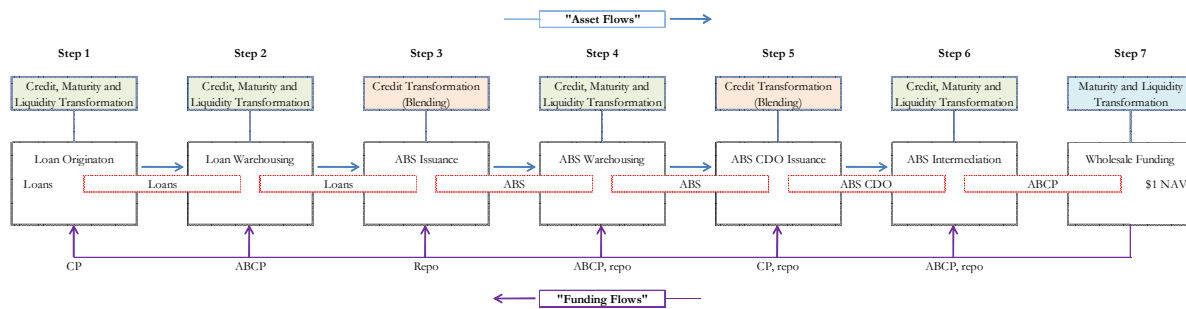 "Asset Flows"
Step 1
Step 2
Step 3
Step 4
Step 5
Step 6
Step 7
Credit, Maturity and
Liquidity Transformation
Credit, Maturity and
Liquidity Transformation
Credit Transformation
(Blending)
Credit, Maturity and
Liquidity Transformation
Credit Transformation
(Blending)
Credit, Maturity and
Liquidity Transformation
Maturity and Liquidity
Transformation
Loan Originaton
Loan Warehousing
ABS Issuance
ABS Warehousing
ABS CDO Issuance
ABS Intermediation
Wholesale Funding
Loans
Loans
Loans
ABS
ABS
ABS CDO
ABCP
$1 NAV
CP
ABCP
Repo
ABCP, repo
CP, repo
ABCP, repo
"Funding Flows"